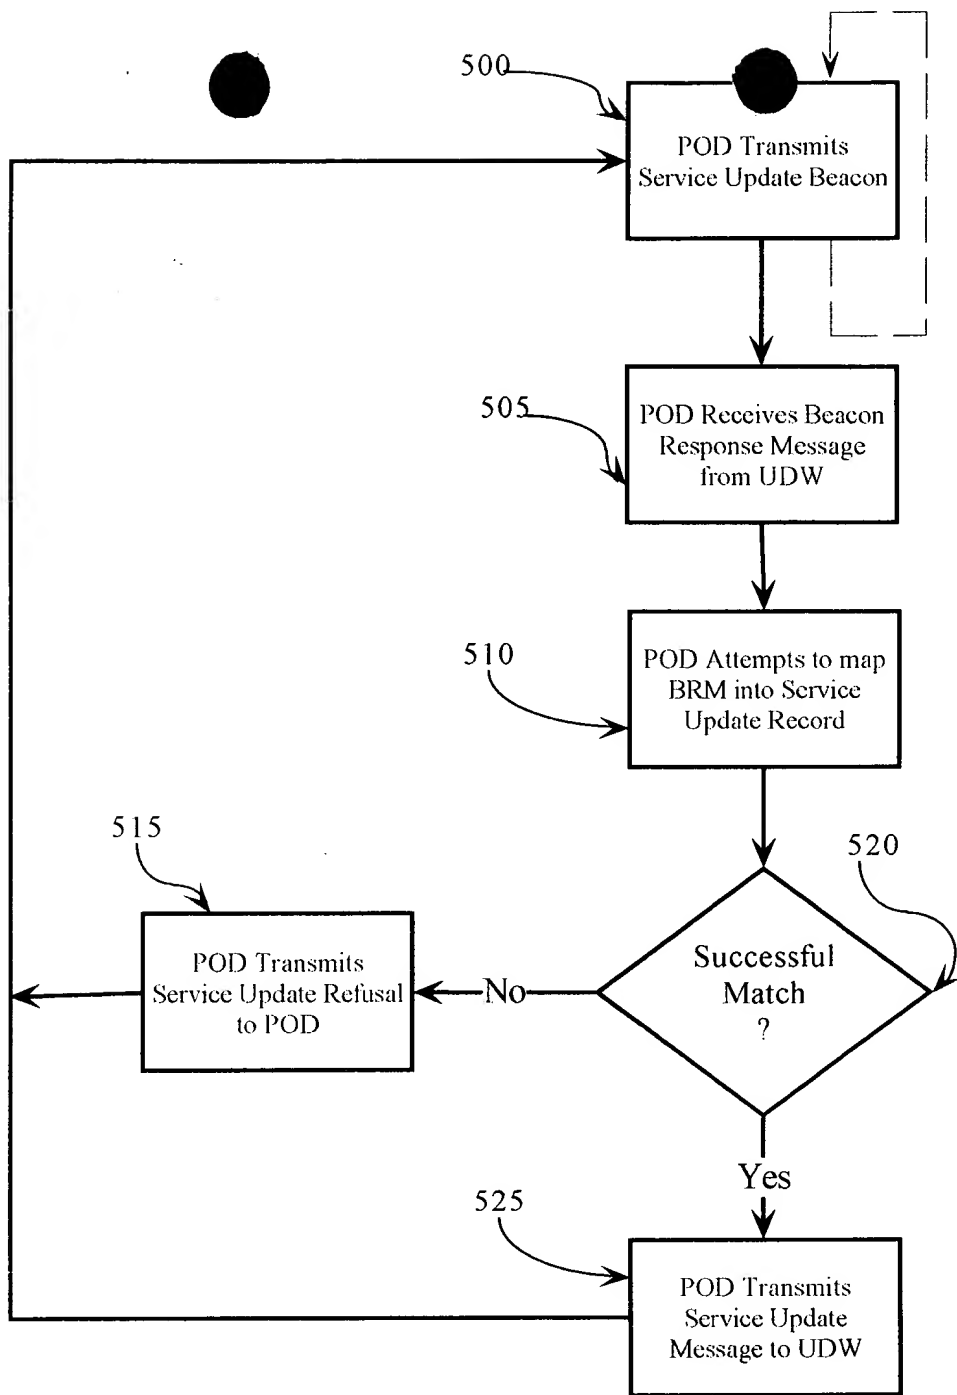 500
POD Transmits
Service Update Beacon
505
POD Receives Beacon
Response Message
from UDW
510
POD Attempts to map
BRM into Service
Update Record
515
520
POD Transmits
Service Update Refusal
to POD
No
Successful
Match
?
Yes
525
POD Transmits
Service Update
Message to UDW